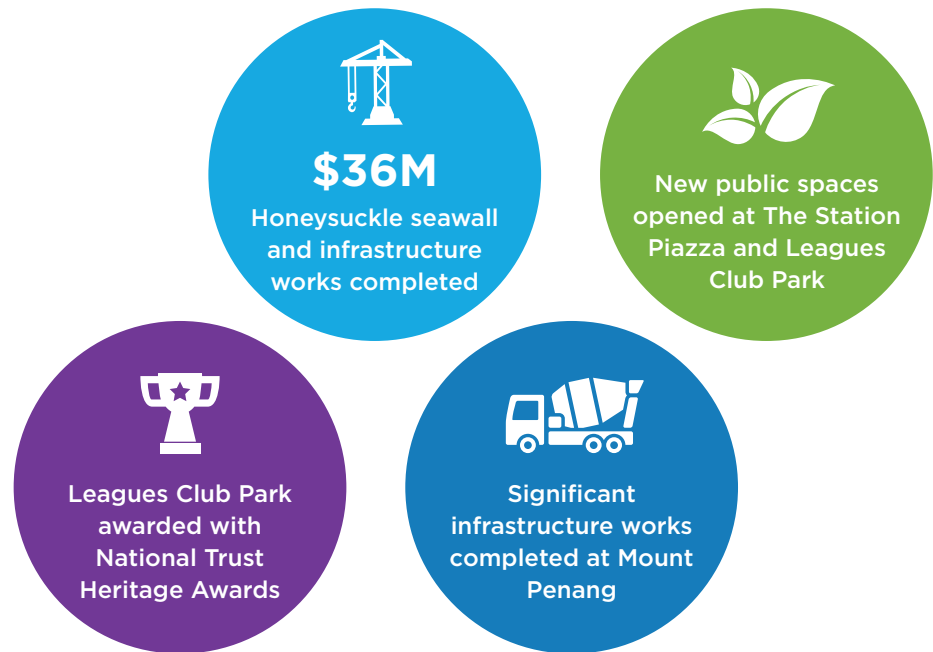 $36M
Honeysuckle seawall
and infrastructure
works completed
New public spaces
opened at The Station
Piazza and Leagues
Club Park
Leagues Club Park
awarded with
National Trust
Heritage Awards
Significant
infrastructure works
completed at Mount
Penang